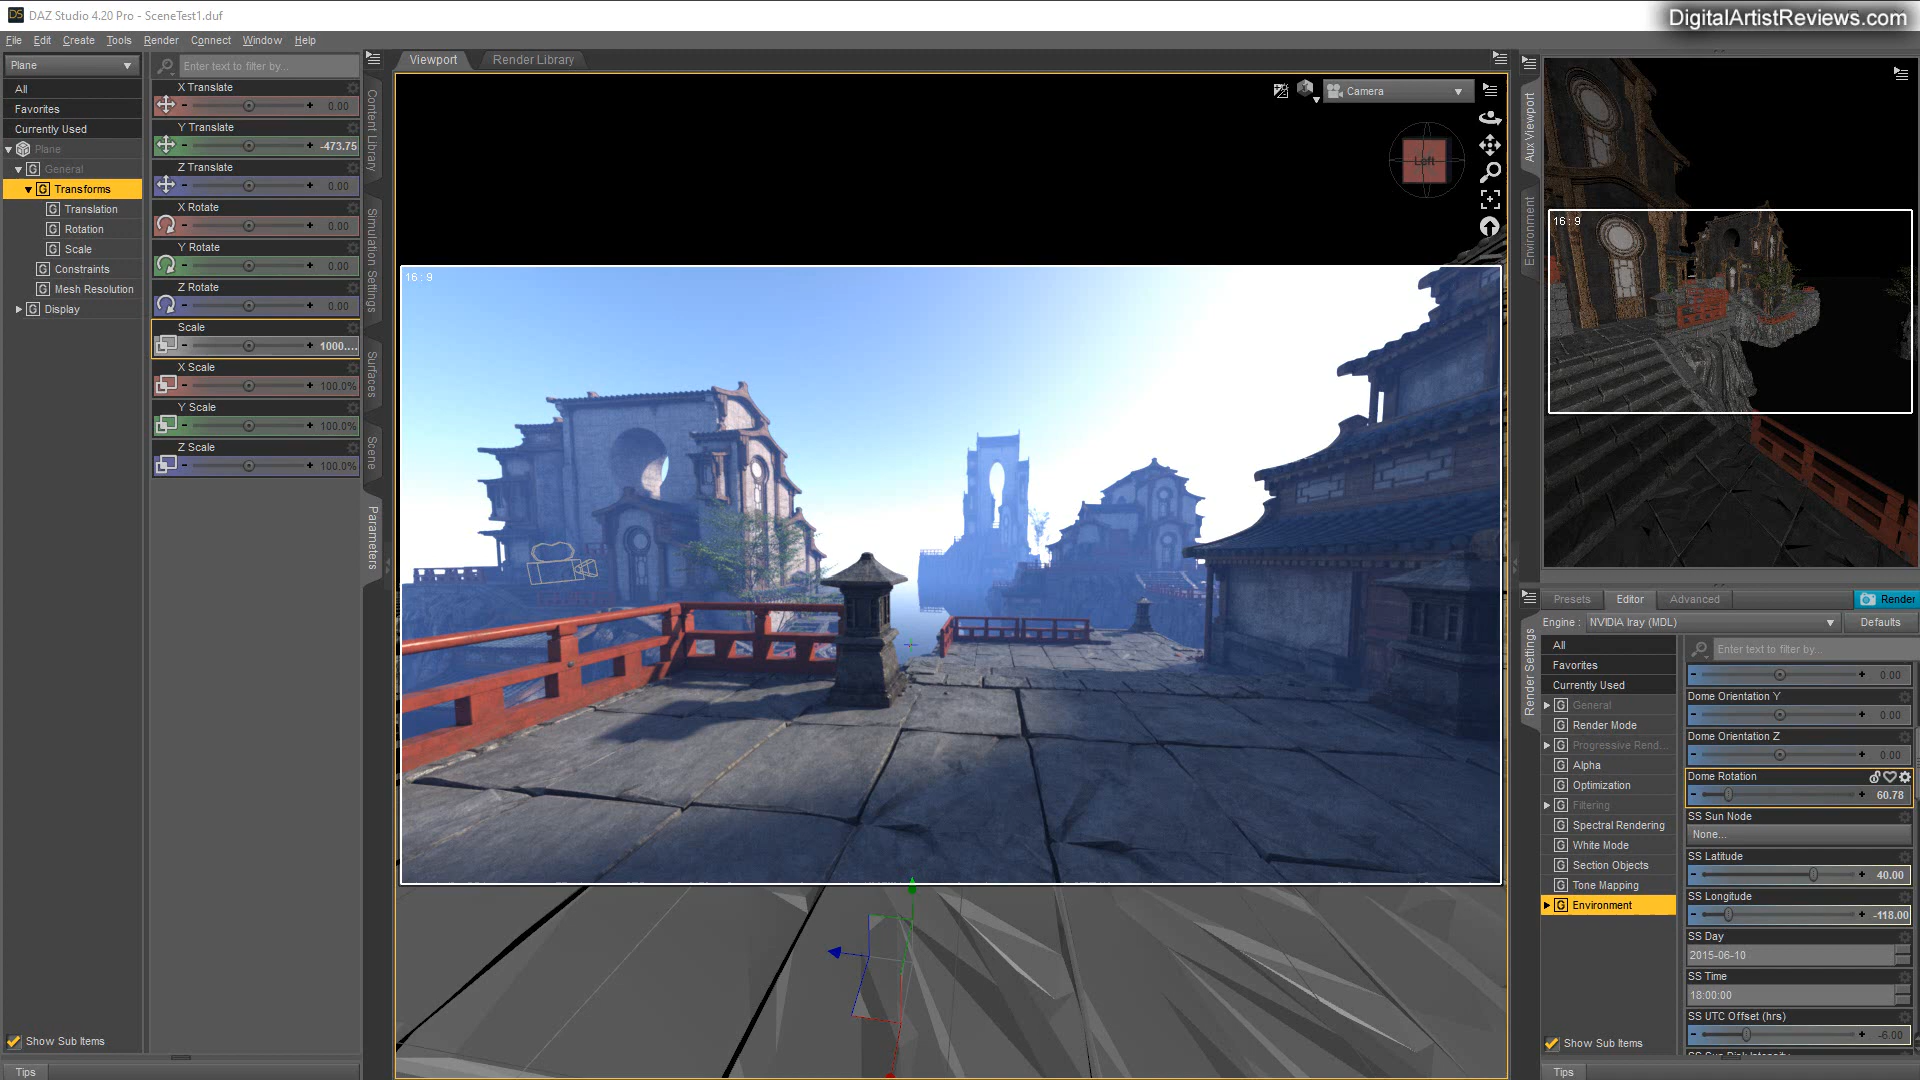 DAZ Studio 4.20 Pro - SceneTest1.duf
DigitalArtistReviews.com
File Edit Create Tools Render Connect Window Help
Plane
All
Favorites
Currently Used
Plane
General
Transforms
Translation
Rotation
Scale
Constraints
Mesh Resolution
Display
Show Sub Items
Tips
Enter text to filter by...
X Translate
0.00
Y Translate
-473.75
Z Translate
0.00
X Rotate
0.00
Y Rotate
0.00
Z Rotate
0.00
Scale
1000....
X Scale
100.0%
Y Scale
100.0%
Z Scale
100.0%
Content Library
Simulation Settings
Surfaces
Scene
Parameters
Viewport Render Library
Camera
Left
16 : 9
Aux Viewport
Environment
16 : 9
Render Settings
Presets Editor Advanced Render
Engine : NVIDIA Iray (MDL) Defaults
All
Favorites
Currently Used
General
Render Mode
Progressive Rend...
Alpha
Optimization
Filtering
Spectral Rendering
White Mode
Section Objects
Tone Mapping
Environment
Show Sub Items
Tips
Enter text to filter by...
0.00
Dome Orientation Y
0.00
Dome Orientation Z
0.00
Dome Rotation
60.78
SS Sun Node
None...
SS Latitude
40.00
SS Longitude
-118.00
SS Day
2015-06-10
SS Time
18:00:00
SS UTC Offset (hrs)
-6.00